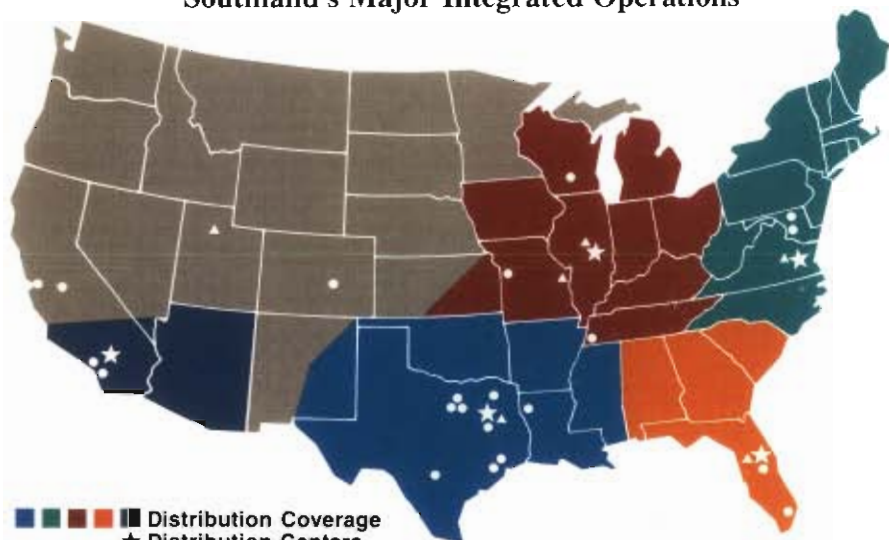 Southland's Major Integrated Operations
Distribution Coverage
Distribution Centers